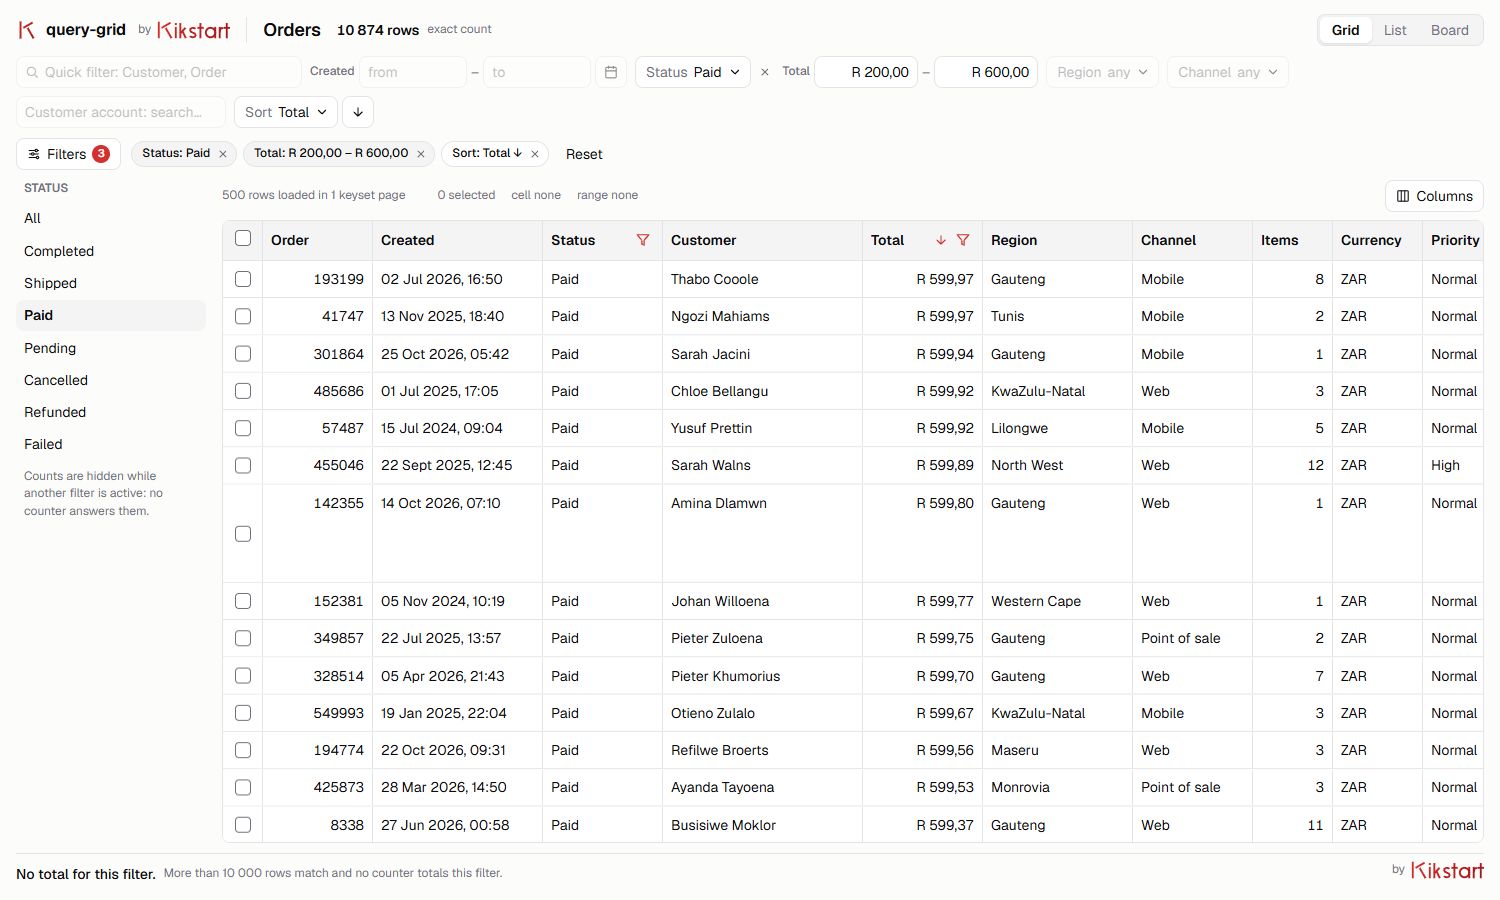 query-grid by Kikstart Orders 10 874 rows exact count Grid List Board
Quick filter: Customer, Order Created from – to Status Paid × Total R 200,00 – R 600,00 Region any Channel any
Customer account: search... Sort Total ↓
Filters 3 Status: Paid × Total: R 200,00 – R 600,00 × Sort: Total ↓ × Reset
STATUS
All
Completed
Shipped
Paid
Pending
Cancelled
Refunded
Failed
Counts are hidden while
another filter is active: no
counter answers them.
500 rows loaded in 1 keyset page 0 selected cell none range none Columns
Order Created Status Customer Total ↓ Region Channel Items Currency Priority
193199 02 Jul 2026, 16:50 Paid Thabo Cooole R 599,97 Gauteng Mobile 8 ZAR Normal
41747 13 Nov 2025, 18:40 Paid Ngozi Mahiams R 599,97 Tunis Mobile 2 ZAR Normal
301864 25 Oct 2026, 05:42 Paid Sarah Jacini R 599,94 Gauteng Mobile 1 ZAR Normal
485686 01 Jul 2025, 17:05 Paid Chloe Bellangu R 599,92 KwaZulu-Natal Web 3 ZAR Normal
57487 15 Jul 2024, 09:04 Paid Yusuf Prettin R 599,92 Lilongwe Mobile 5 ZAR Normal
455046 22 Sept 2025, 12:45 Paid Sarah Walns R 599,89 North West Web 12 ZAR High
142355 14 Oct 2026, 07:10 Paid Amina Dlamwn R 599,80 Gauteng Web 1 ZAR Normal
152381 05 Nov 2024, 10:19 Paid Johan Willoena R 599,77 Western Cape Web 1 ZAR Normal
349857 22 Jul 2025, 13:57 Paid Pieter Zuloena R 599,75 Gauteng Point of sale 2 ZAR Normal
328514 05 Apr 2026, 21:43 Paid Pieter Khumorius R 599,70 Gauteng Web 7 ZAR Normal
549993 19 Jan 2025, 22:04 Paid Otieno Zulalo R 599,67 KwaZulu-Natal Mobile 3 ZAR Normal
194774 22 Oct 2026, 09:31 Paid Refilwe Broerts R 599,56 Maseru Web 3 ZAR Normal
425873 28 Mar 2026, 14:50 Paid Ayanda Tayoena R 599,53 Monrovia Point of sale 3 ZAR Normal
8338 27 Jun 2026, 00:58 Paid Busisiwe Moklor R 599,37 Gauteng Web 11 ZAR Normal
No total for this filter. More than 10 000 rows match and no counter totals this filter. by Kikstart